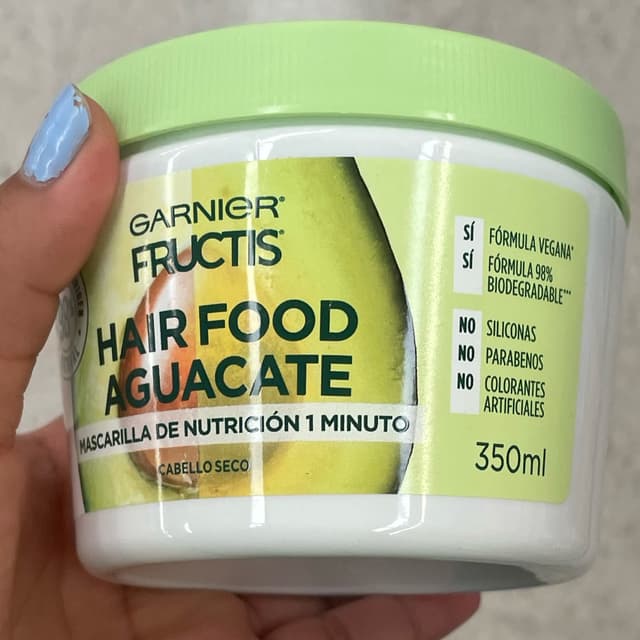 GARNIER®
FRUCTIS®
HAIR FOOD
AGUACATE
MASCARILLA DE NUTRICIÓN 1 MINUTO
CABELLO SECO
SÍ FÓRMULA VEGANA*
SÍ FÓRMULA 98%
BIODEGRADABLE***
NO SILICONAS
NO PARABENOS
NO COLORANTES
ARTIFICIALES
350ml